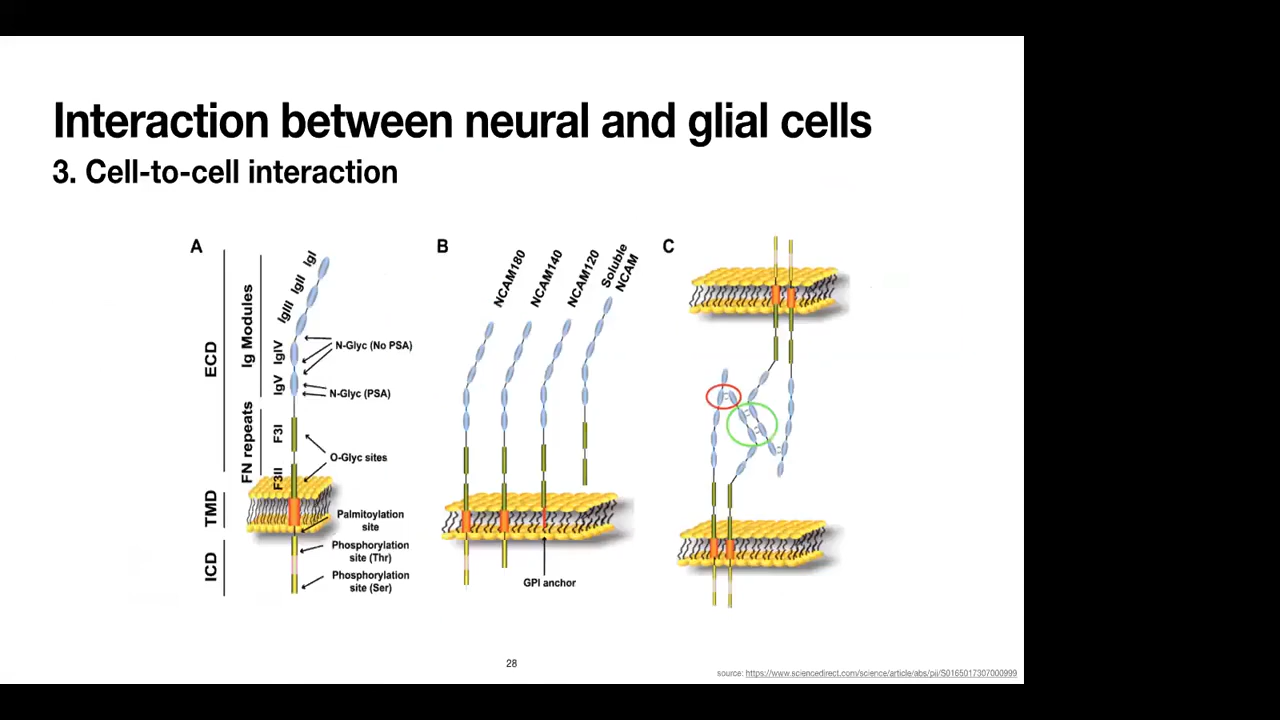 Interaction between neural and glial cells
3. Cell-to-cell interaction
A
ECD
TMD
ICD
Ig Modules
FN repeats
IgI
IgII
IgIII
IgIV
IgV
F3I
F3II
N-Glyc (No PSA)
N-Glyc (PSA)
O-Glyc sites
Palmitoylation
site
Phosphorylation
site (Thr)
Phosphorylation
site (Ser)
B
NCAM180
NCAM140
NCAM120
Soluble
NCAM
GPI anchor
C
28
source: https://www.sciencedirect.com/science/article/abs/pii/S0165017307000999